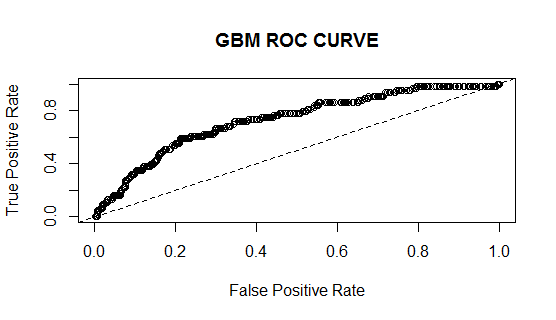 GBM ROC CURVE
True Positive Rate
0.8
0.4
0.0
0.0 0.2 0.4 0.6 0.8 1.0
False Positive Rate